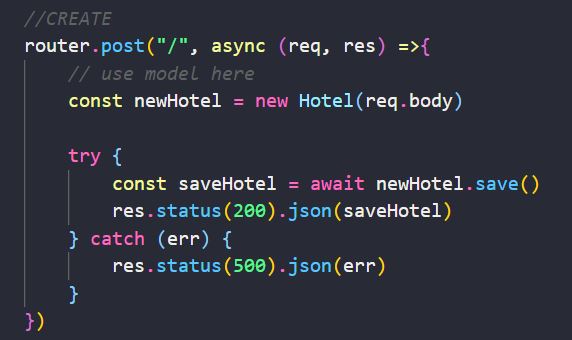 //CREATE
router.post("/", async (req, res) =>{
    // use model here
    const newHotel = new Hotel(req.body)

    try {
        const saveHotel = await newHotel.save()
        res.status(200).json(saveHotel)
    } catch (err) {
        res.status(500).json(err)
    }
})